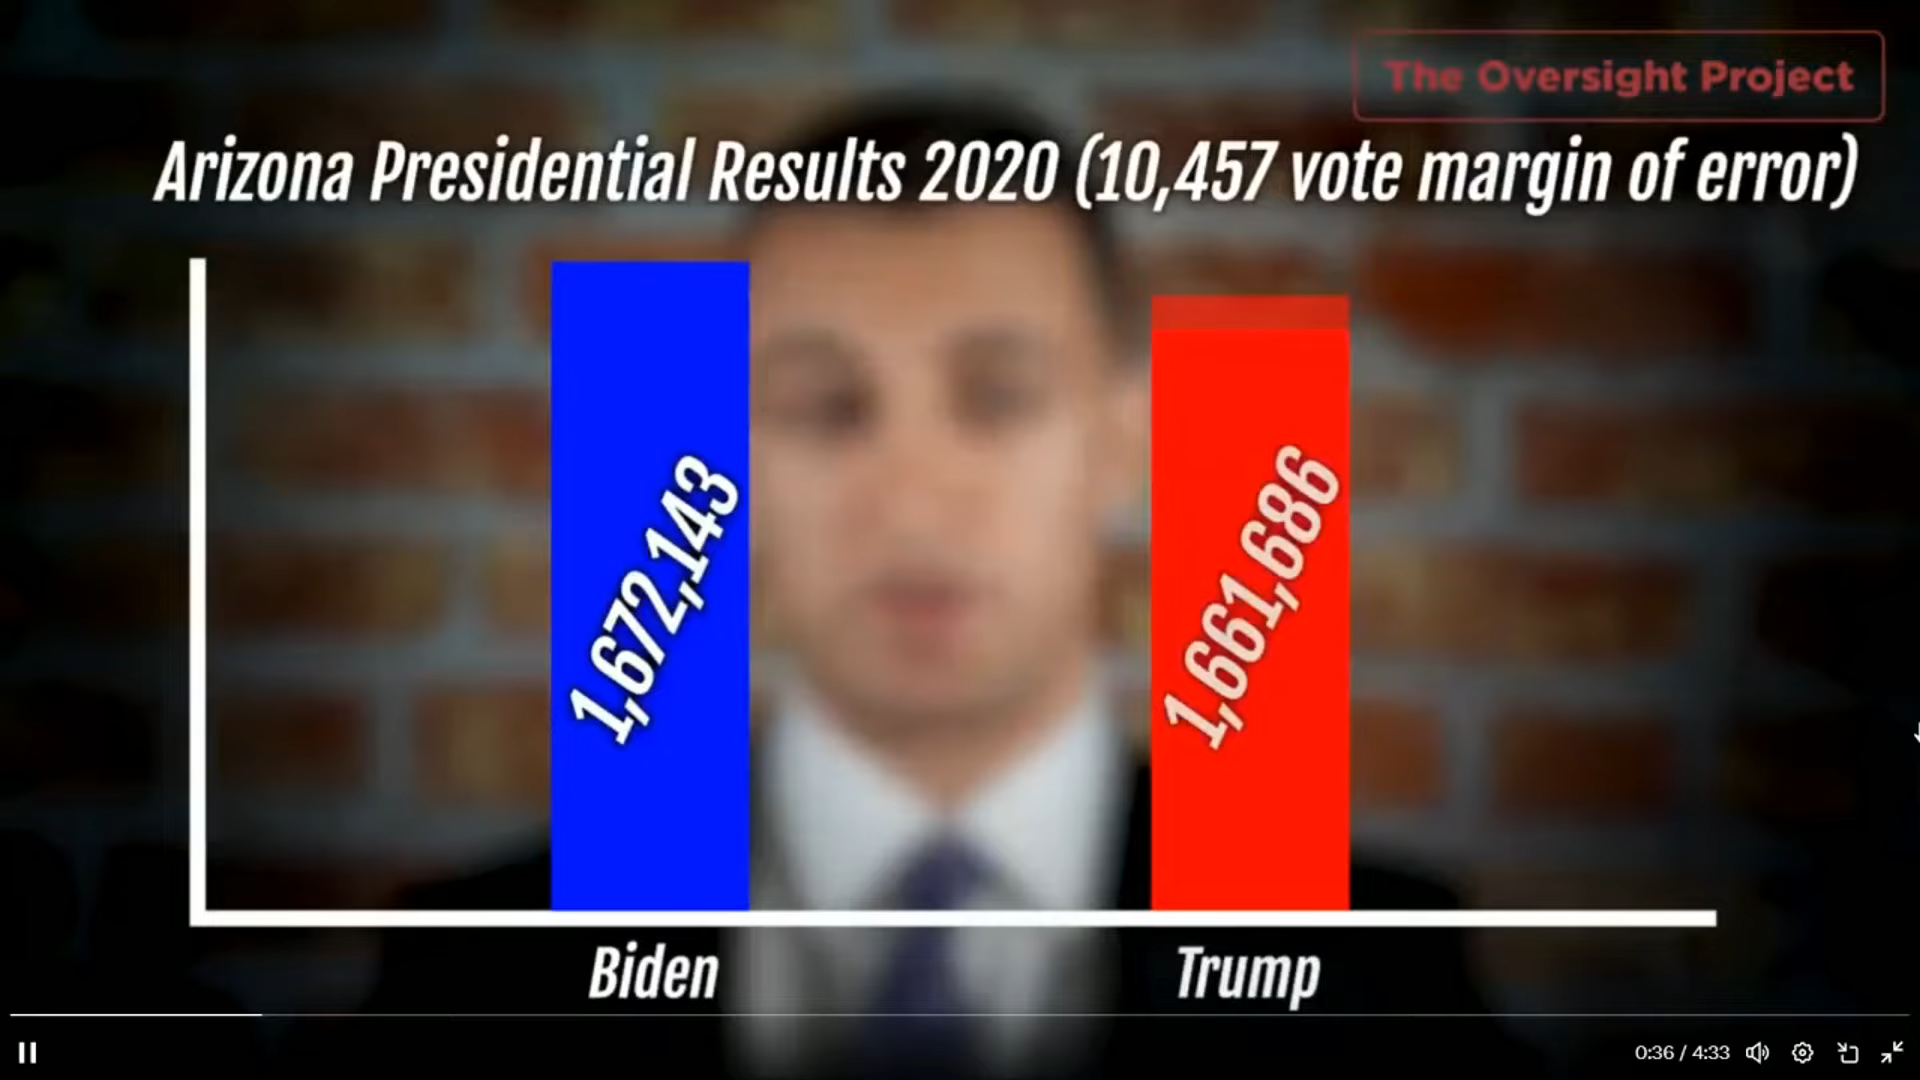 The Oversight Project
Arizona Presidential Results 2020 (10,457 vote margin of error)
1,672,143
1,661,686
Biden
Trump
0:36 / 4:33